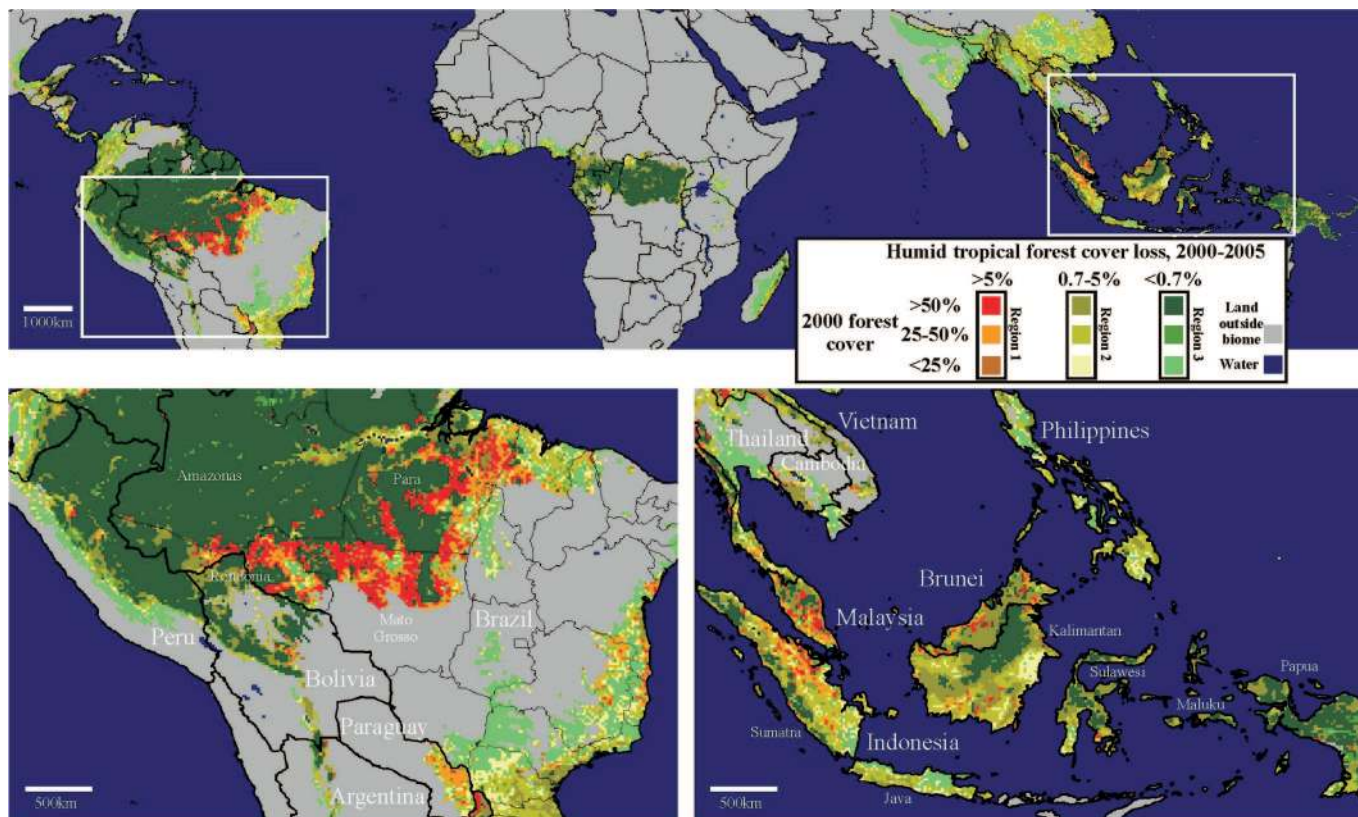 1000km
Humid tropical forest cover loss, 2000-2005
>5% 0.7-5% <0.7%
2000 forest cover
>50%
25-50%
<25%
Region 1
Region 2
Region 3
Land outside biome
Water
Amazonas
Para
Rondonia
Mato Grosso
Brazil
Peru
Bolivia
Paraguay
Argentina
500km
Vietnam
Thailand
Cambodia
Philippines
Brunei
Malaysia
Kalimantan
Sulawesi
Papua
Maluku
Sumatra
Indonesia
Java
500km